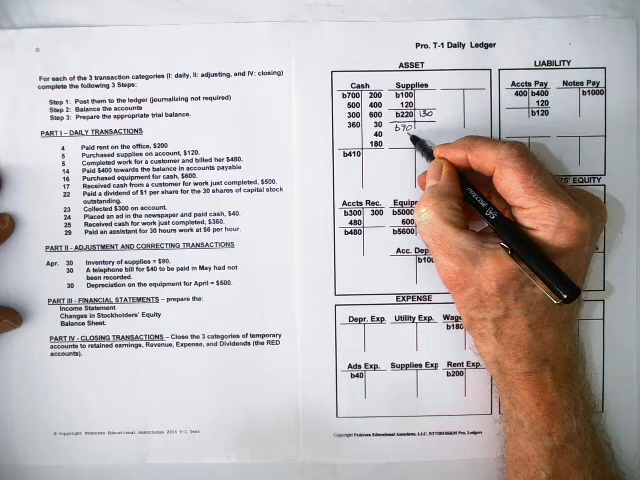 For each of the 3 transaction categories (I: daily, II: adjusting, and IV: closing)
complete the following 3 Steps:
Step 1: Post them to the ledger (journalizing not required)
Step 2: Balance the accounts
Step 3: Prepare the appropriate trial balance.
PART I – DAILY TRANSACTIONS
4 Paid rent on the office, $200
5 Purchased supplies on account, $120.
5 Completed work for a customer and billed her $480.
14 Paid $400 towards the balance in accounts payable
16 Purchased equipment for cash, $600.
17 Received cash from a customer for work just completed, $500.
22 Paid a dividend of $1 per share for the 30 shares of capital stock
outstanding.
23 Collected $300 on account.
24 Placed an ad in the newspaper and paid cash, $40.
25 Received cash for work just completed, $360.
29 Paid an assistant for 30 hours work at $6 per hour.
PART II - ADJUSTMENT AND CORRECTING TRANSACTIONS
Apr. 30 Inventory of supplies = $90.
30 A telephone bill for $40 to be paid in May had not
been recorded.
30 Depreciation on the equipment for April = $500.
PART III - FINANCIAL STATEMENTS – prepare the:
Income Statement
Changes in Stockholders' Equity
Balance Sheet.
PART IV - CLOSING TRANSACTIONS – Close the 3 categories of temporary
accounts to retained earnings, Revenue, Expense, and Dividends (the RED
accounts).
Pro. T-1 Daily Ledger
ASSET
Cash Supplies
b700 200 b100
500 400 120
300 600 b220 130
360 30 b90
40
180
b410
Accts Rec. Equip
b300 300 b5000
480 600
b480 b5600
Acc. Dep
b100
LIABILITY
Accts Pay Notes Pay
400 b400 b1000
120
b120
EQUITY
EXPENSE
Depr. Exp. Utility Exp.
b180
Ads Exp. Supplies Exp Rent Exp.
b40 b200